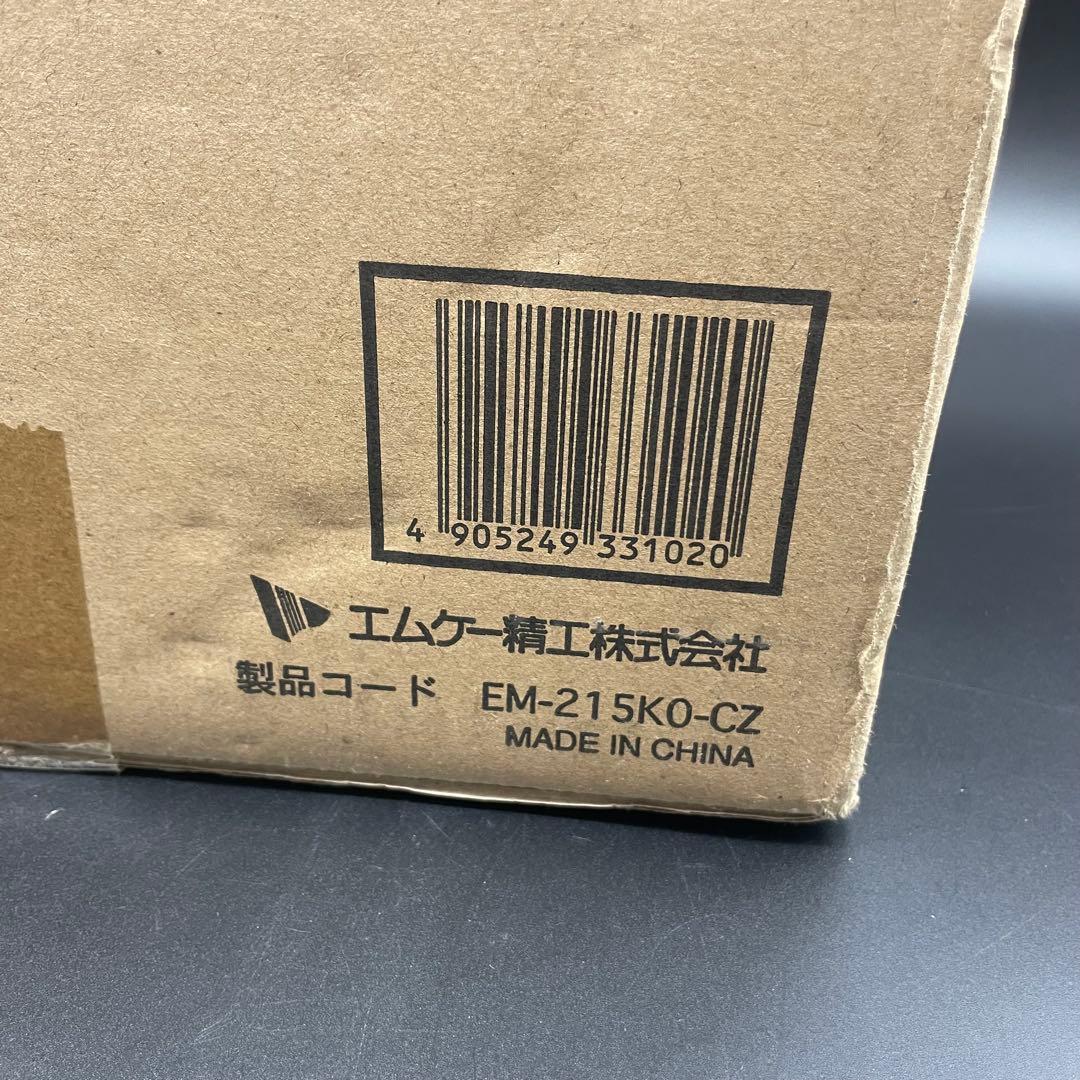 4 905249 331020
エムケー精工株式会社
製品コード EM-215K0-CZ
MADE IN CHINA